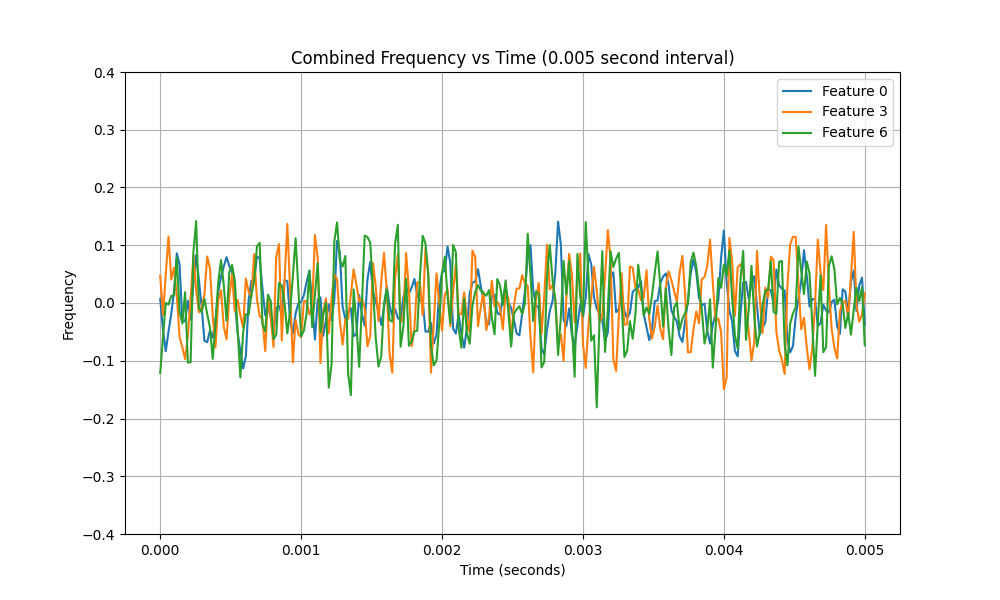 Combined Frequency vs Time (0.005 second interval)
Feature 0
Feature 3
Feature 6
0.4
0.3
0.2
0.1
0.0
−0.1
−0.2
−0.3
−0.4
Frequency
0.000
0.001
0.002
0.003
0.004
0.005
Time (seconds)